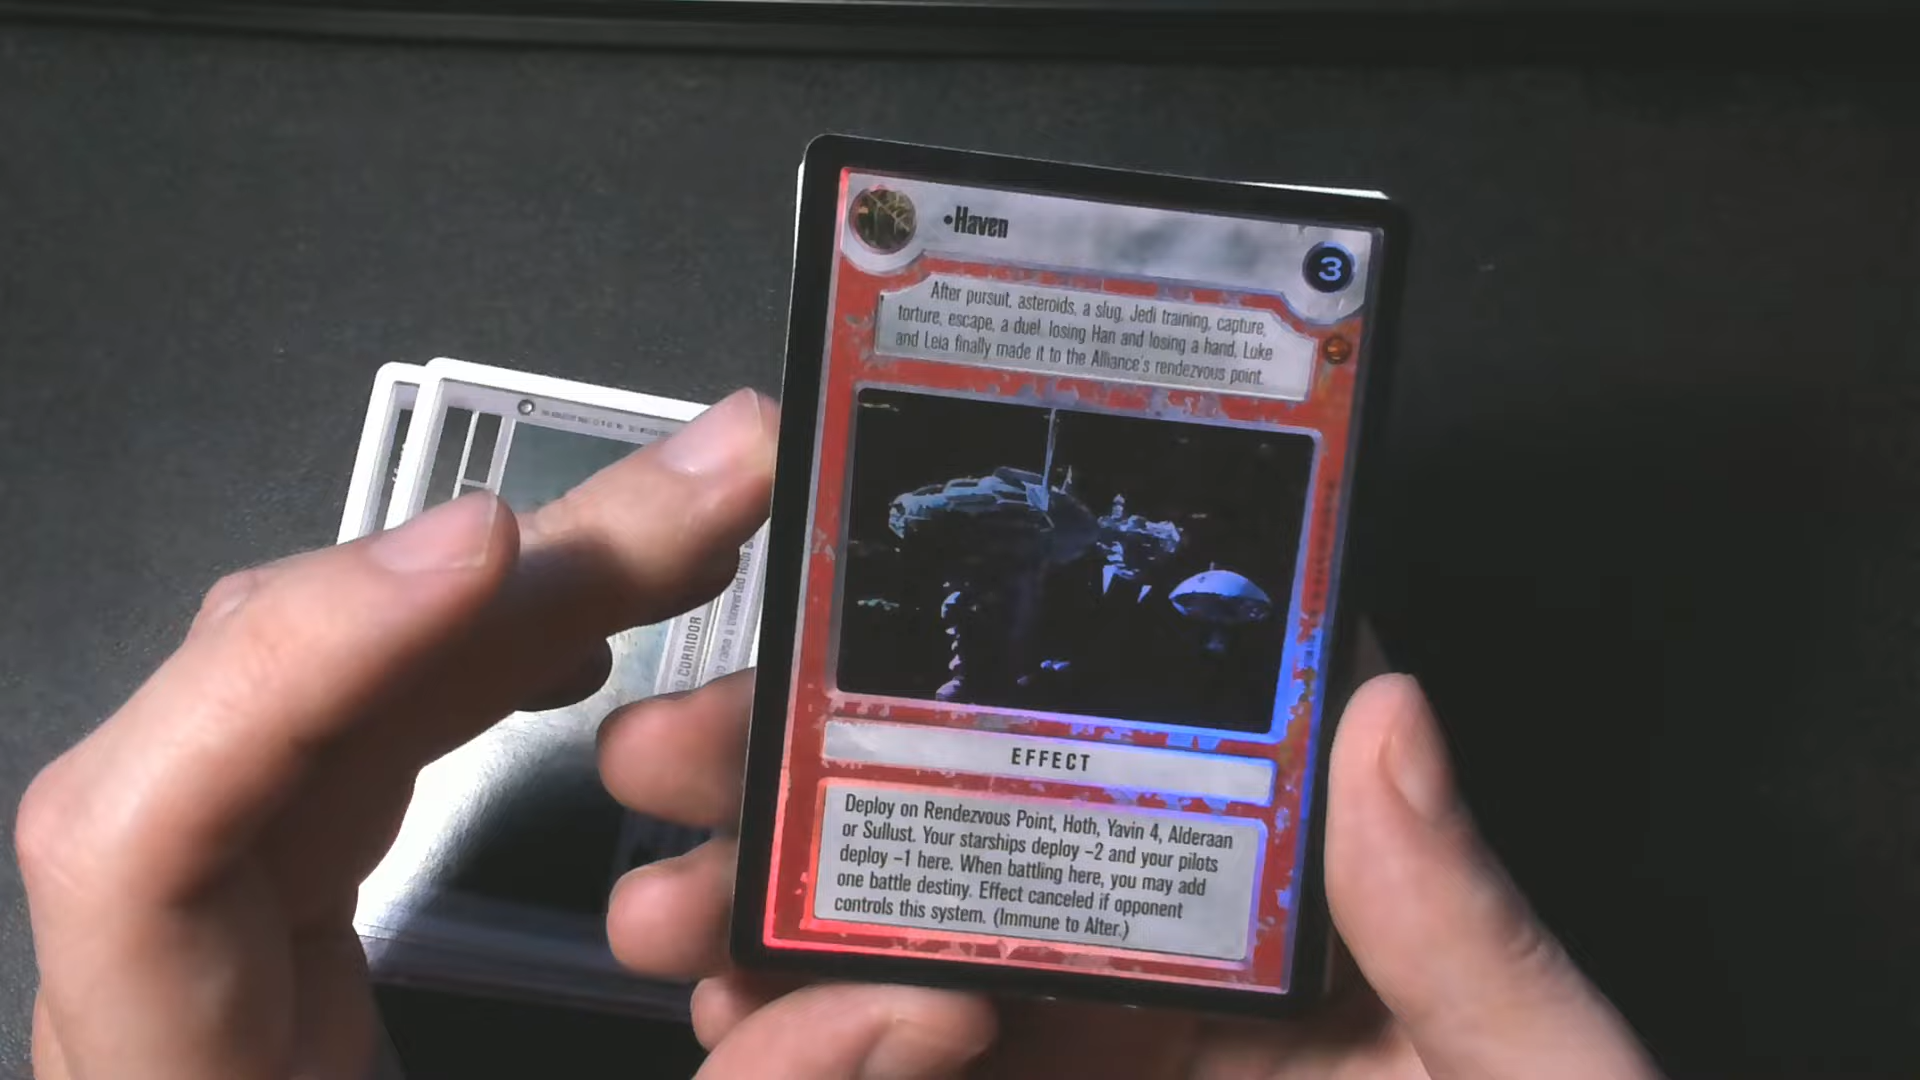 •Haven
3
After pursuit, asteroids, a slug, Jedi training, capture,
torture, escape, a duel, losing Han and losing a hand, Luke
and Leia finally made it to the Alliance's rendezvous point.
EFFECT
Deploy on Rendezvous Point, Hoth, Yavin 4, Alderaan
or Sullust. Your starships deploy –2 and your pilots
deploy –1 here. When battling here, you may add
one battle destiny. Effect canceled if opponent
controls this system. (Immune to Alter.)
CORRIDOR
a converted Hoth